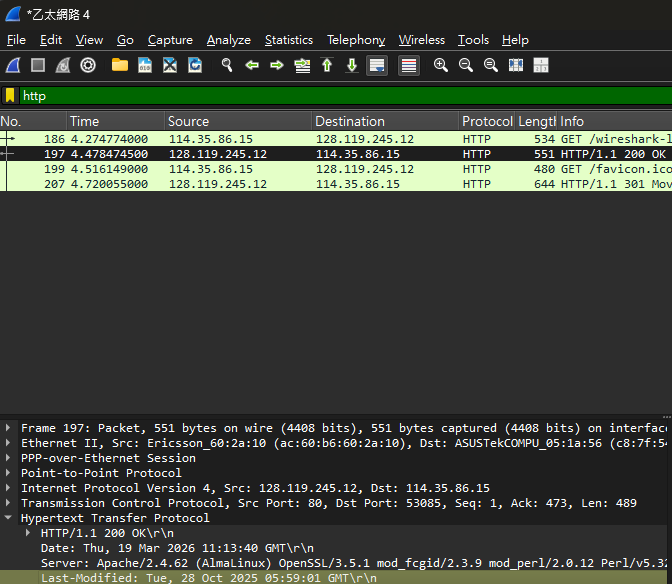 *乙太網路 4
File Edit View Go Capture Analyze Statistics Telephony Wireless Tools Help
http
No. Time Source Destination Protocol Lengtl Info
186 4.274774000 114.35.86.15 128.119.245.12 HTTP 534 GET /wireshark-l
197 4.478474500 128.119.245.12 114.35.86.15 HTTP 551 HTTP/1.1 200 OK
199 4.516149000 114.35.86.15 128.119.245.12 HTTP 480 GET /favicon.ico
207 4.720055000 128.119.245.12 114.35.86.15 HTTP 644 HTTP/1.1 301 Mov
Frame 197: Packet, 551 bytes on wire (4408 bits), 551 bytes captured (4408 bits) on interface
Ethernet II, Src: Ericsson_60:2a:10 (ac:60:b6:60:2a:10), Dst: ASUSTekCOMPU_05:1a:56 (c8:7f:54
PPP-over-Ethernet Session
Point-to-Point Protocol
Internet Protocol Version 4, Src: 128.119.245.12, Dst: 114.35.86.15
Transmission Control Protocol, Src Port: 80, Dst Port: 53085, Seq: 1, Ack: 473, Len: 489
Hypertext Transfer Protocol
HTTP/1.1 200 OK\r\n
Date: Thu, 19 Mar 2026 11:13:40 GMT\r\n
Server: Apache/2.4.62 (AlmaLinux) OpenSSL/3.5.1 mod_fcgid/2.3.9 mod_perl/2.0.12 Perl/v5.32
Last-Modified: Tue, 28 Oct 2025 05:59:01 GMT\r\n